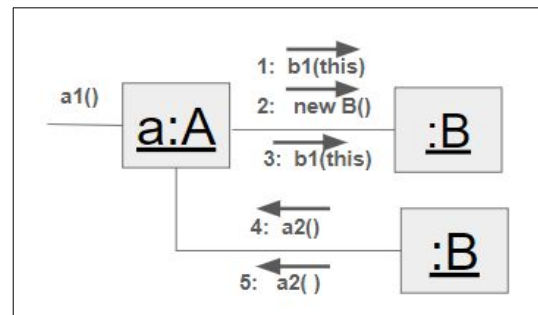 1: b1(this)
a1()
2: new B()
a:A
:B
3: b1(this)
4: a2()
:B
5: a2( )